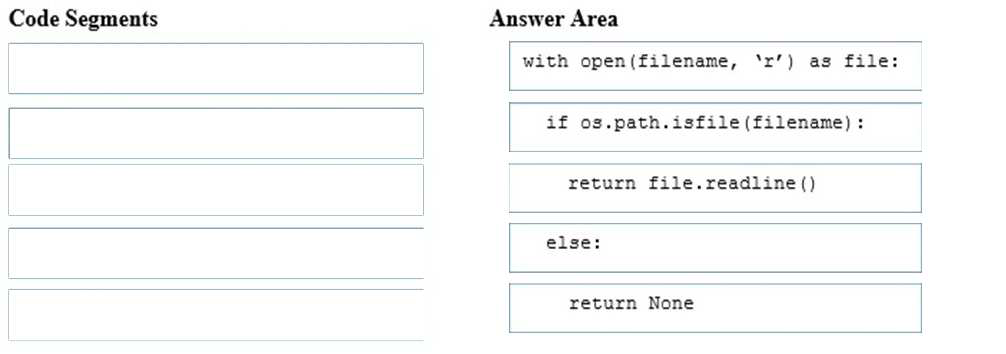 Code Segments
Answer Area
with open(filename, ‘r’) as file:
if os.path.isfile(filename):
return file.readline()
else:
return None